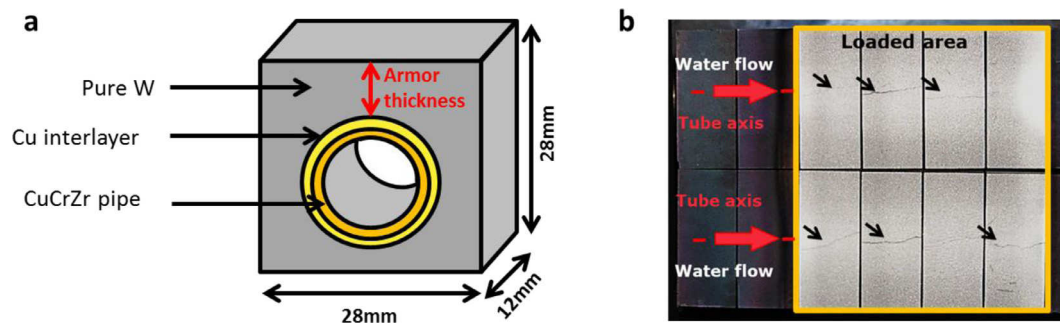 a
Pure W
Cu interlayer
CuCrZr pipe
Armor
thickness
28mm
12mm
28mm
b
Loaded area
Water flow
Tube axis
Tube axis
Water flow